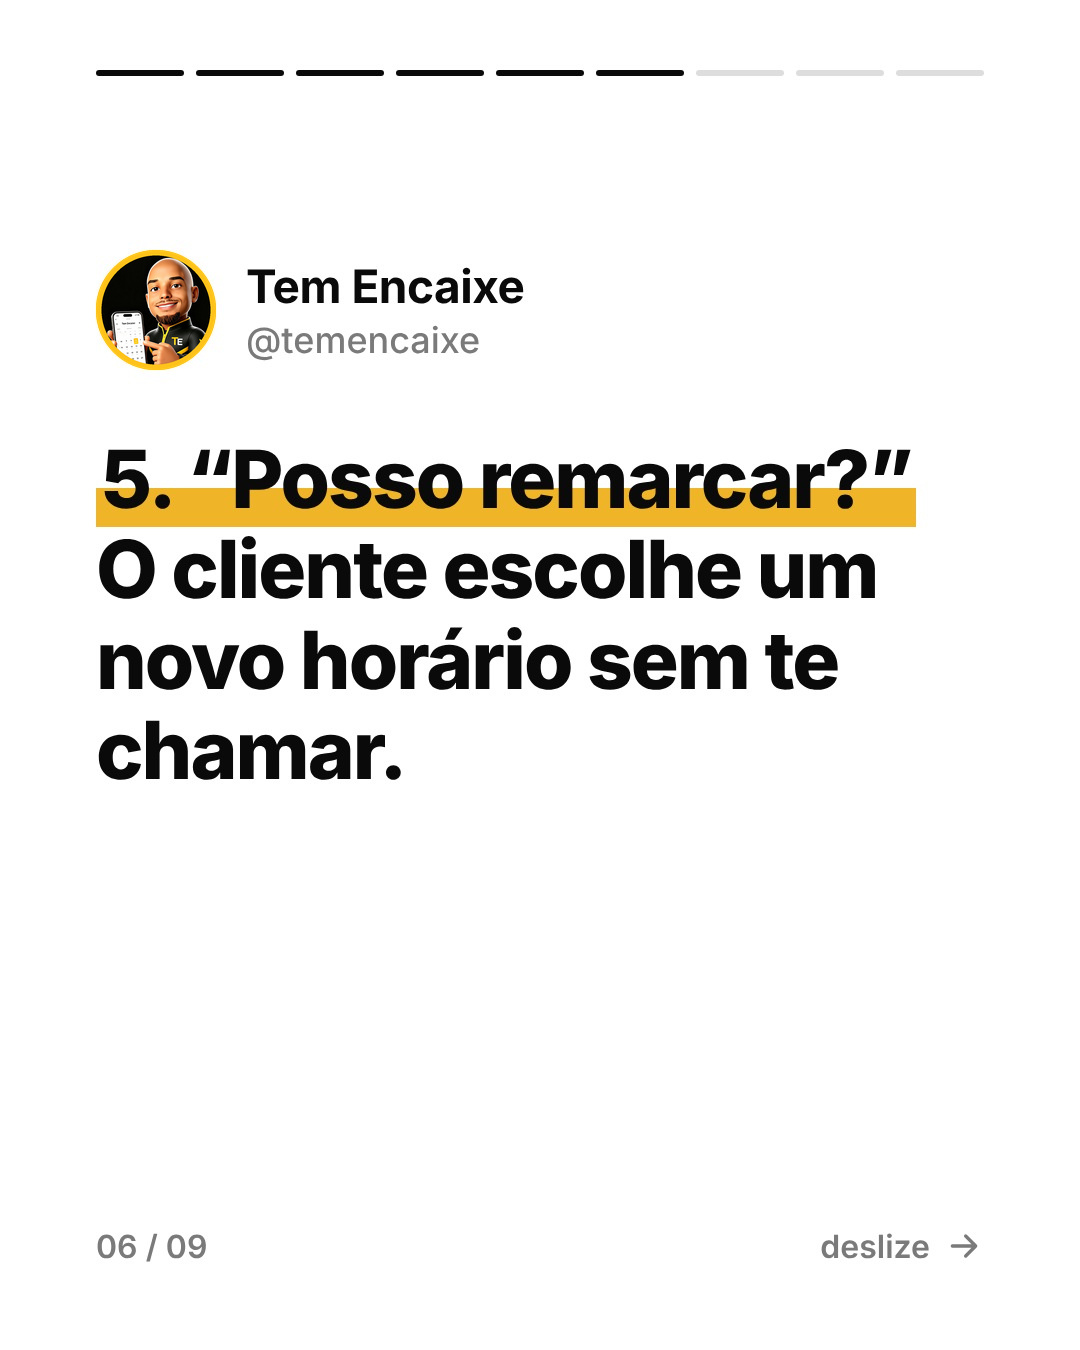 Tem Encaixe
@temencaixe
5. “Posso remarcar?”
O cliente escolhe um
novo horário sem te
chamar.
06 / 09
deslize →